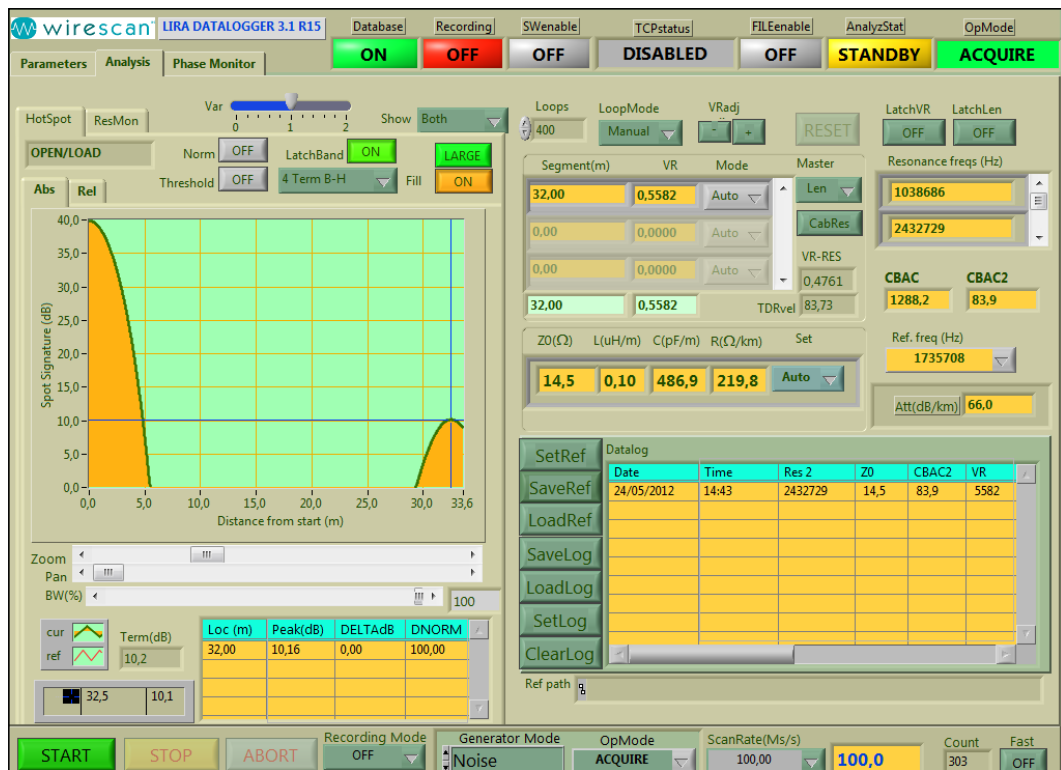 wirescan™ LIRA DATALOGGER 3.1 R15 Database Recording SWenable TCPstatus FILEenable AnalyzStat OpMode
ON OFF OFF DISABLED OFF STANDBY ACQUIRE
Parameters Analysis Phase Monitor
HotSpot ResMon
Var
0 1 2
Show Both
OPEN/LOAD
Norm OFF LatchBand ON LARGE
Threshold OFF 4 Term B-H Fill ON
Abs Rel
Spot Signature (dB)
40,0
35,0
30,0
25,0
20,0
15,0
10,0
5,0
0,0
0,0 5,0 10,0 15,0 20,0 25,0 30,0 33,6
Distance from start (m)
Zoom
Pan
BW(%) 100
cur
ref
Term(dB)
10,2
Loc (m) Peak(dB) DELTAdB DNORM
32,00 10,16 0,00 100,00
32,5 10,1
Loops LoopMode VRadj
400 Manual - + RESET
LatchVR LatchLen
OFF OFF
Segment(m) VR Mode Master
32,00 0,5582 Auto Len
0,00 0,0000 Auto CabRes
0,00 0,0000 Auto
VR-RES
0,4761
32,00 0,5582 TDRvel 83,73
Resonance freqs (Hz)
1038686
2432729
CBAC CBAC2
1288,2 83,9
Z0(Ω) L(uH/m) C(pF/m) R(Ω/km) Set
14,5 0,10 486,9 219,8 Auto
Ref. freq (Hz)
1735708
Att(dB/km) 66,0
SetRef
SaveRef
LoadRef
SaveLog
LoadLog
SetLog
ClearLog
Datalog
Date Time Res 2 Z0 CBAC2 VR
24/05/2012 14:43 2432729 14,5 83,9 5582
Ref path
START STOP ABORT
Recording Mode
OFF
Generator Mode
Noise
OpMode
ACQUIRE
ScanRate(Ms/s)
100,00 100,0
Count
303
Fast
OFF